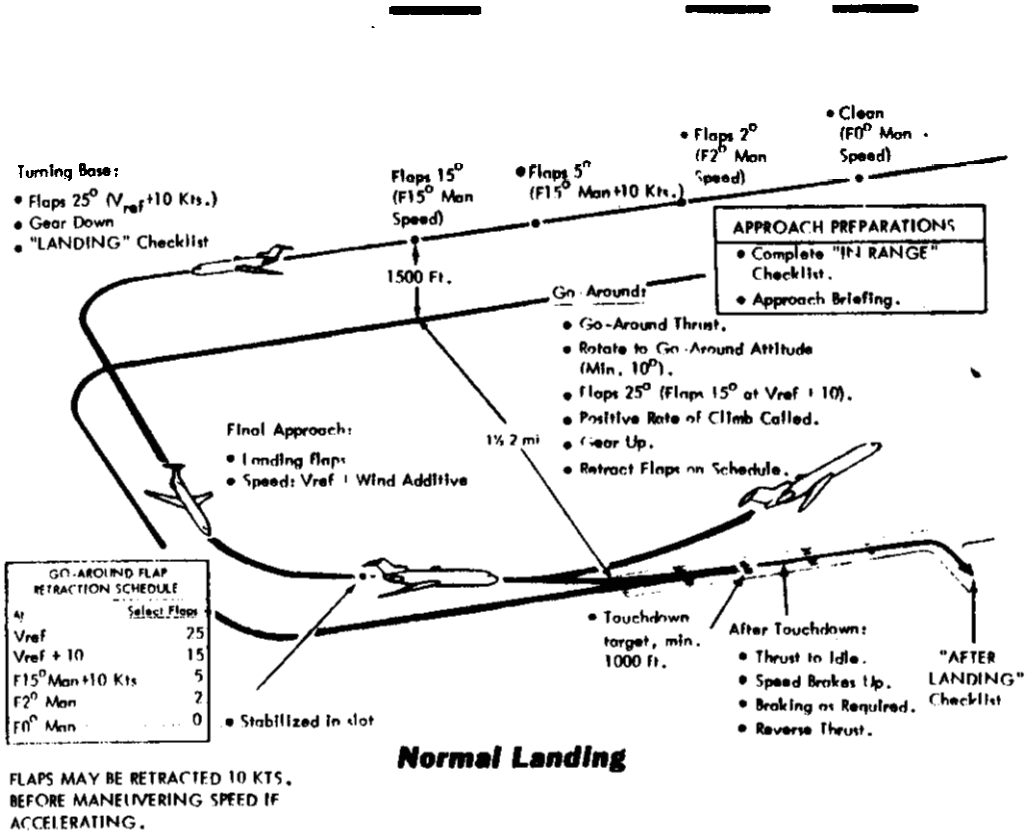 • Clean
(F0° Man
Speed)
• Flaps 2°
(F2° Man
Speed)
• Flaps 5°
(F15° Man+10 Kts.)
Flaps 15°
(F15° Man
Speed)
Turning Base:
• Flaps 25° (Vref+10 Kts.)
• Gear Down
• "LANDING" Checklist
APPROACH PREPARATIONS
• Complete "IN RANGE"
Checklist.
• Approach Briefing.
1500 Ft.
Go-Around:
• Go-Around Thrust.
• Rotate to Go-Around Attitude
(Min. 10°).
• Flaps 25° (Flaps 15° at Vref + 10).
• Positive Rate of Climb Called.
• Gear Up.
• Retract Flaps on Schedule.
1½ 2 mi
Final Approach:
• Landing flaps
• Speed: Vref + Wind Additive
GO-AROUND FLAP
RETRACTION SCHEDULE
At Select Flaps
Vref 25
Vref + 10 15
F15° Man+10 Kts 5
F2° Man 2
F0° Man 0
• Stabilized in slot
• Touchdown
target, min.
1000 ft.
After Touchdown:
• Thrust to Idle.
• Speed Brakes Up.
• Braking as Required.
• Reverse Thrust.
"AFTER
LANDING"
Checklist
Normal Landing
FLAPS MAY BE RETRACTED 10 KTS.
BEFORE MANEUVERING SPEED IF
ACCELERATING.